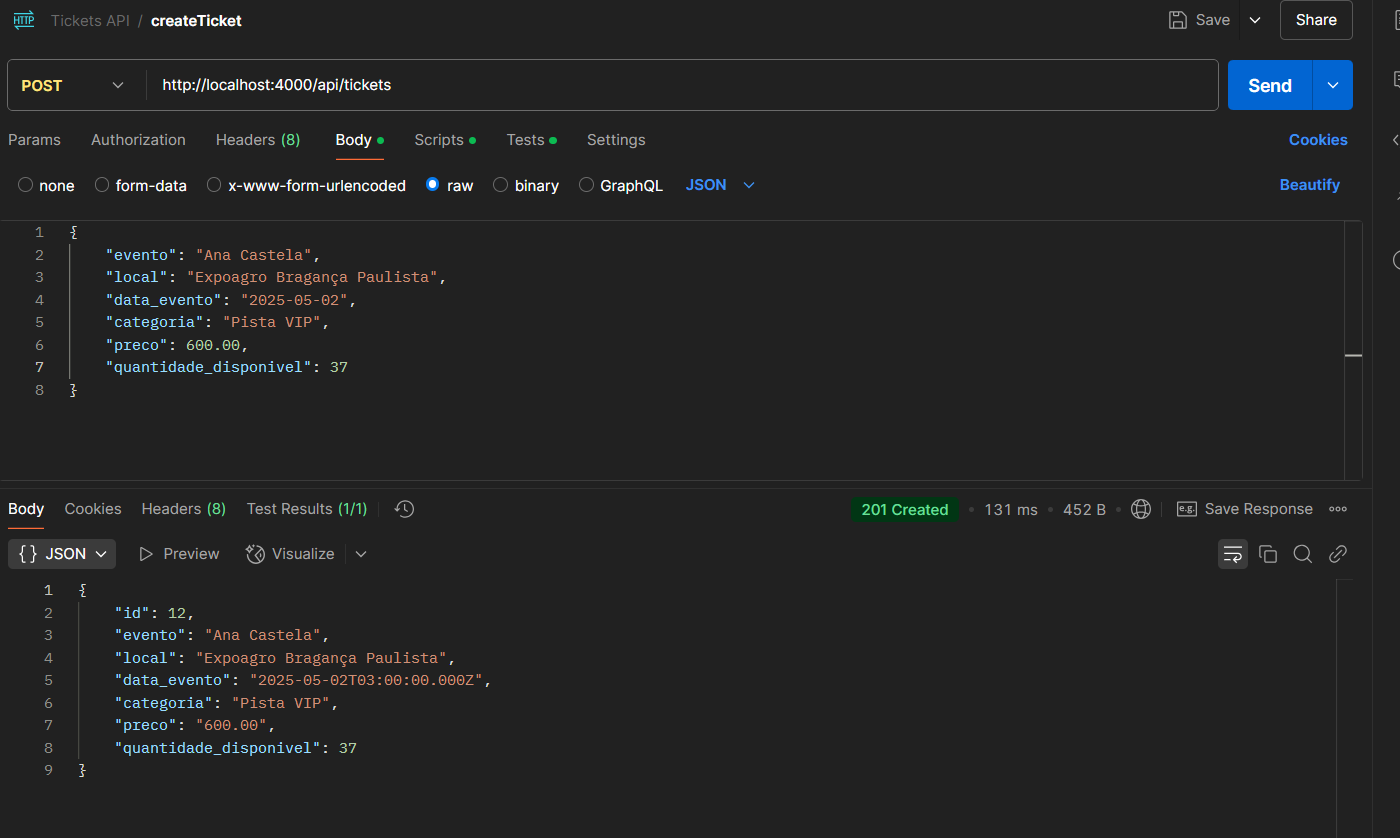 HTTP Tickets API / createTicket Save Share
POST http://localhost:4000/api/tickets Send
Params Authorization Headers (8) Body Scripts Tests Settings Cookies
none form-data x-www-form-urlencoded raw binary GraphQL JSON Beautify
1 {
2 "evento": "Ana Castela",
3 "local": "Expoagro Bragança Paulista",
4 "data_evento": "2025-05-02",
5 "categoria": "Pista VIP",
6 "preco": 600.00,
7 "quantidade_disponivel": 37
8 }
Body Cookies Headers (8) Test Results (1/1) 201 Created • 131 ms • 452 B • e.g. Save Response
{} JSON Preview Visualize
1 {
2 "id": 12,
3 "evento": "Ana Castela",
4 "local": "Expoagro Bragança Paulista",
5 "data_evento": "2025-05-02T03:00:00.000Z",
6 "categoria": "Pista VIP",
7 "preco": "600.00",
8 "quantidade_disponivel": 37
9 }